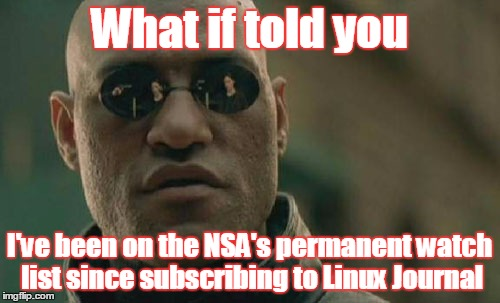 What if told you
I've been on the NSA's permanent watch
list since subscribing to Linux Journal
imgflip.com